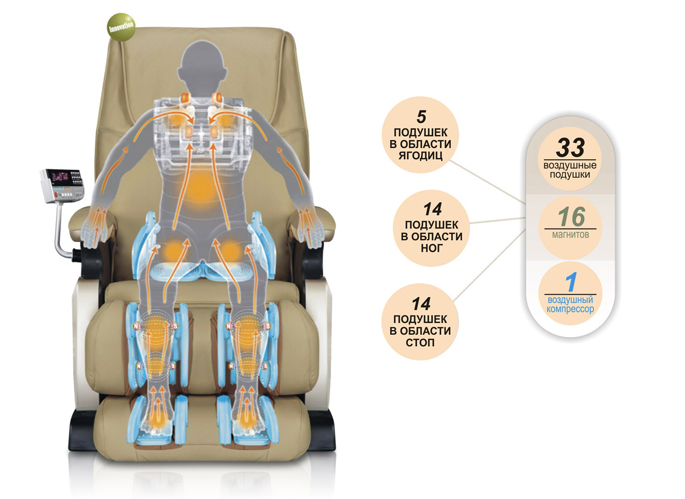 Innovation
5
ПОДУШЕК
В ОБЛАСТИ
ЯГОДИЦ
14
ПОДУШЕК
В ОБЛАСТИ
НОГ
14
ПОДУШЕК
В ОБЛАСТИ
СТОП
33
воздушные
подушки
16
магнитов
1
воздушный
компрессор